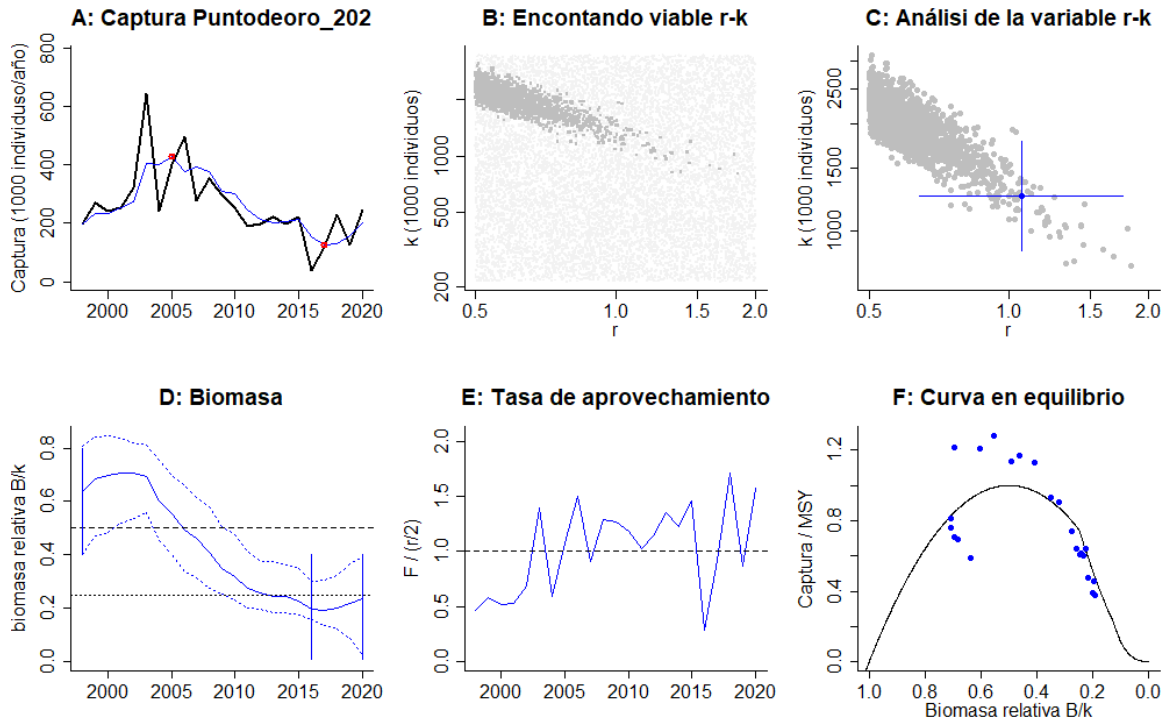 A: Captura Puntodeoro_202
Captura (1000 individuso/año)
0 200 400 600 800
2000 2005 2010 2015 2020
B: Encontando viable r-k
k (1000 individuos)
200 500 1000
0.5 1.0 2.0
r
C: Análisi de la variable r-k
k (1000 individuos)
1000 1500 2500
0.5 1.0 2.0
r
D: Biomasa
biomasa relativa B/k
0.0 0.2 0.4 0.6 0.8
2000 2005 2010 2015 2020
E: Tasa de aprovechamiento
F / (r/2)
0.0 0.5 1.0 1.5 2.0
2000 2005 2010 2015 2020
F: Curva en equilibrio
Captura / MSY
0.0 0.4 0.8 1.2
1.0 0.8 0.6 0.4 0.2 0.0
Biomasa relativa B/k